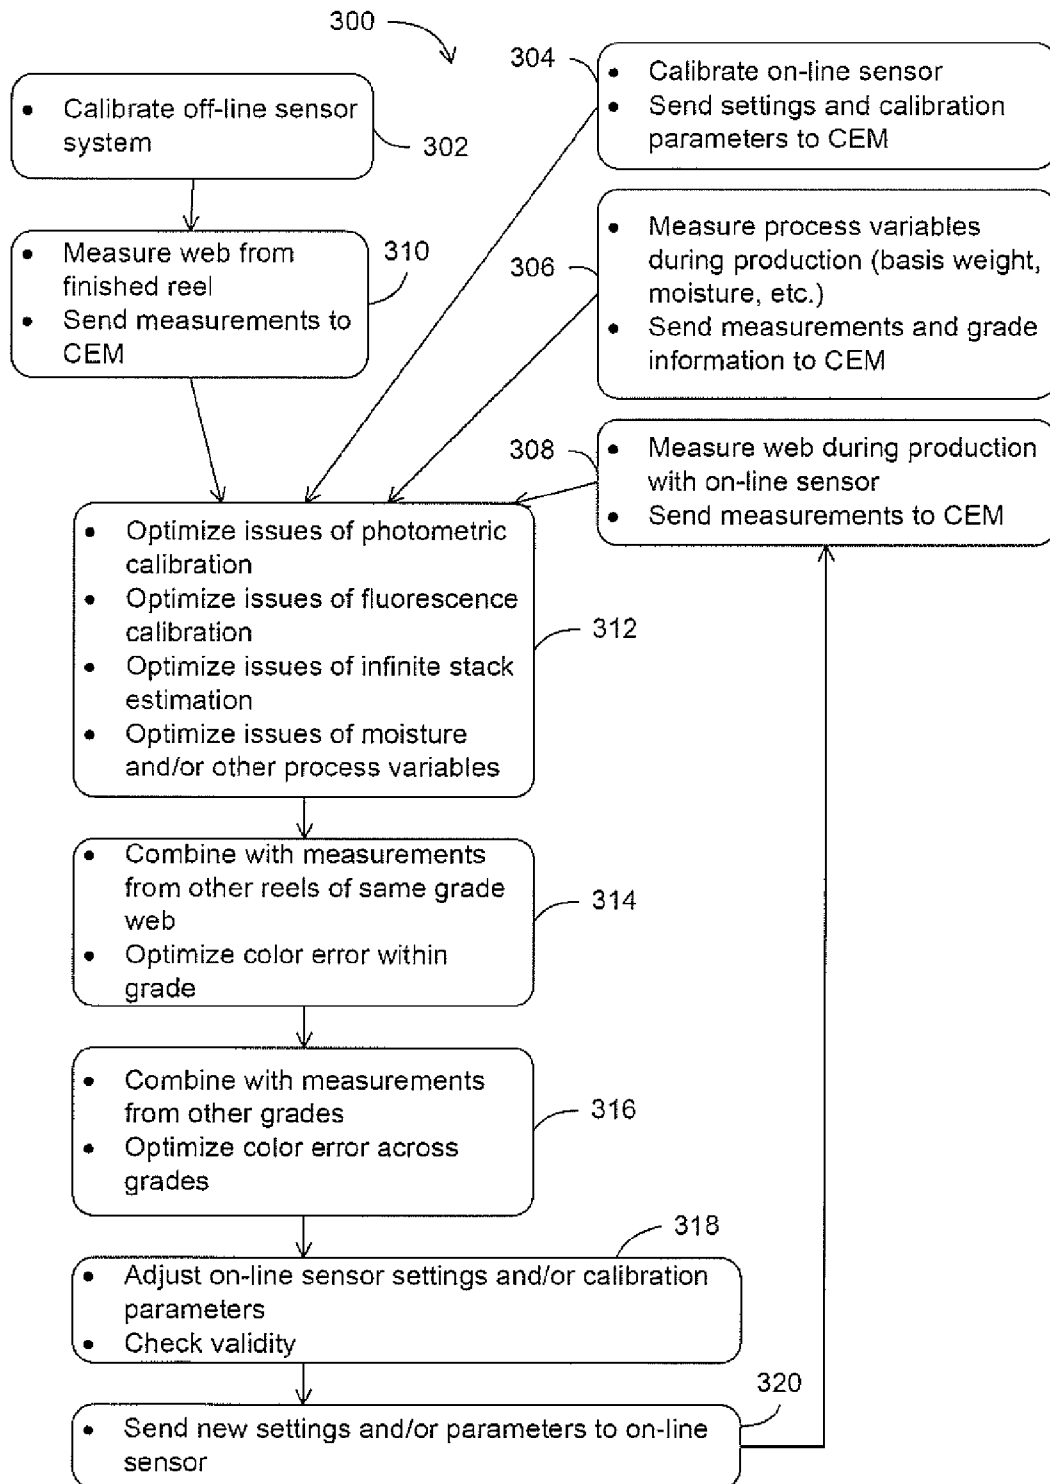 300
304
• Calibrate off-line sensor
system
302
• Calibrate on-line sensor
• Send settings and calibration
parameters to CEM
• Measure web from
finished reel
• Send measurements to
CEM
310
306
• Measure process variables
during production (basis weight,
moisture, etc.)
• Send measurements and grade
information to CEM
308
• Measure web during production
with on-line sensor
• Send measurements to CEM
• Optimize issues of photometric
calibration
• Optimize issues of fluorescence
calibration
• Optimize issues of infinite stack
estimation
• Optimize issues of moisture
and/or other process variables
312
• Combine with measurements
from other reels of same grade
web
• Optimize color error within
grade
314
• Combine with measurements
from other grades
• Optimize color error across
grades
316
318
• Adjust on-line sensor settings and/or calibration
parameters
• Check validity
320
• Send new settings and/or parameters to on-line
sensor